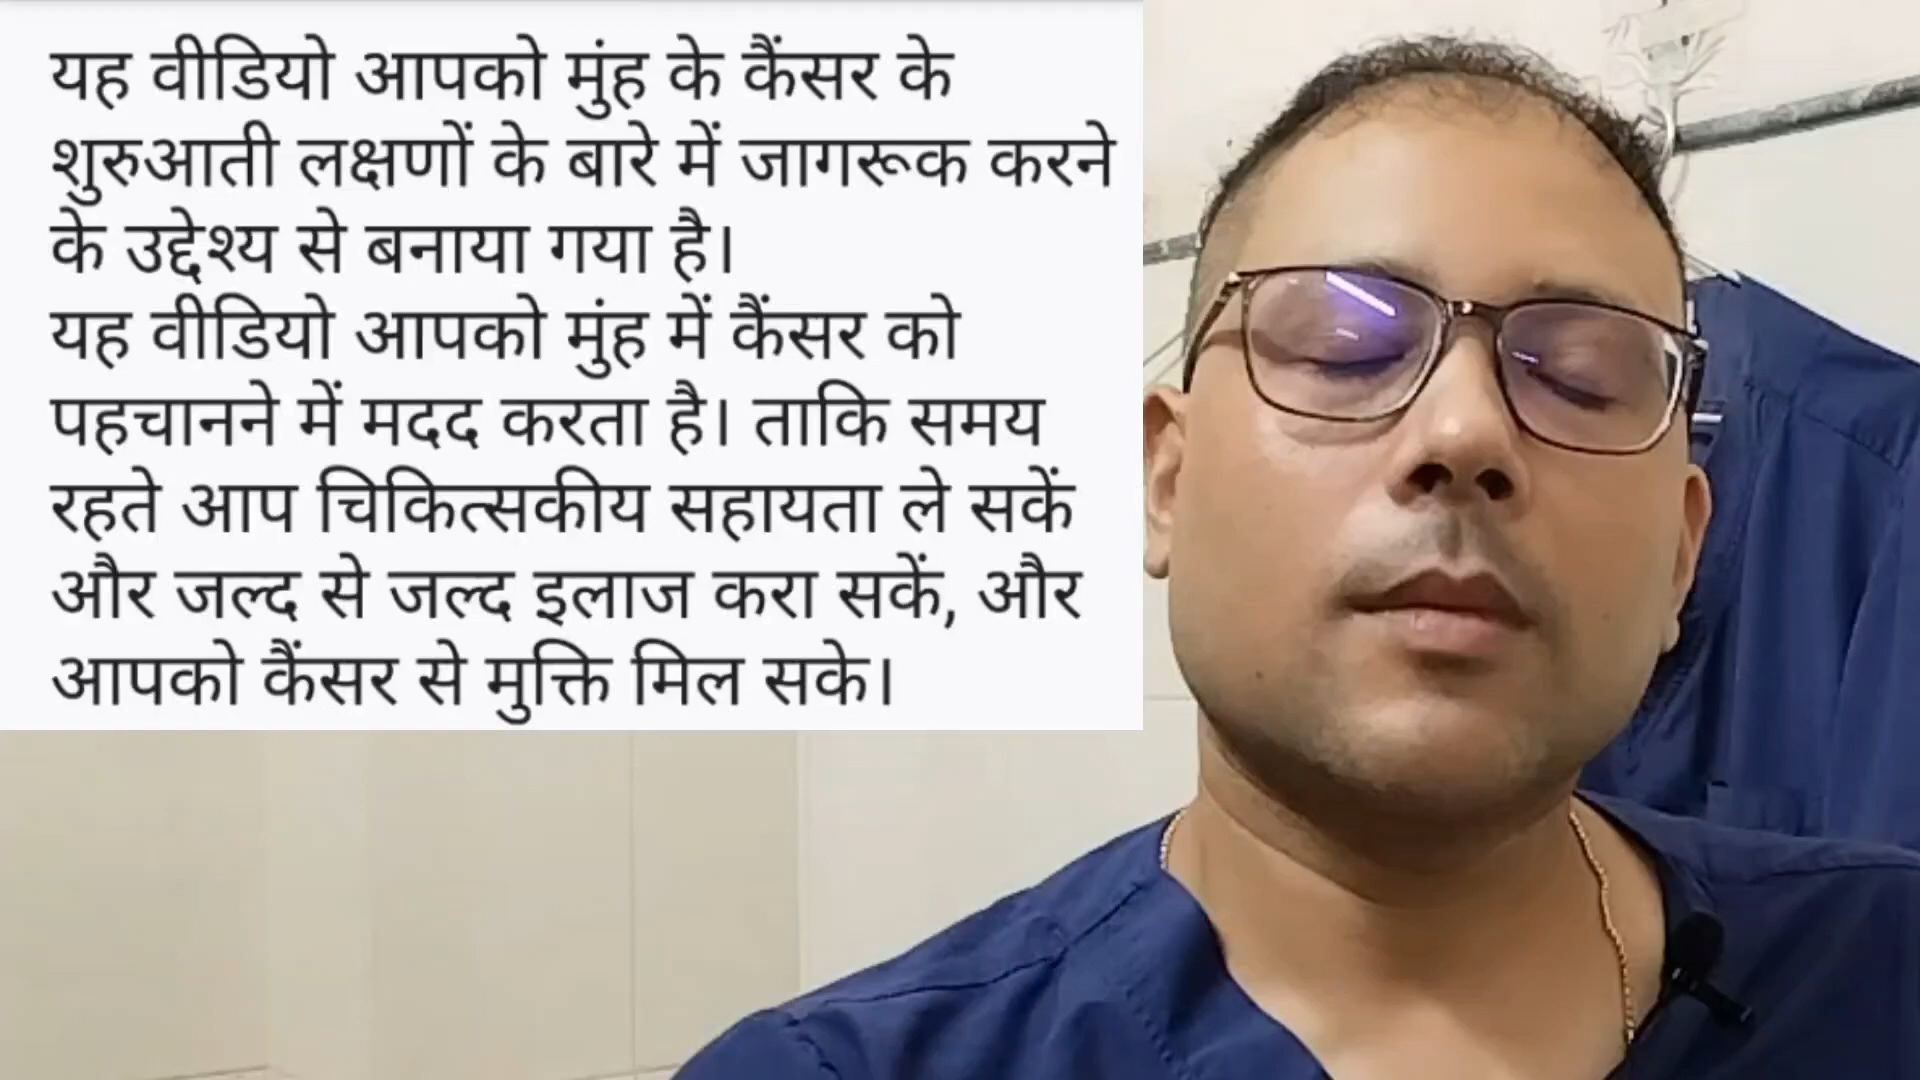 यह वीडियो आपको मुंह के कैंसर के
शुरुआती लक्षणों के बारे में जागरूक करने
के उद्देश्य से बनाया गया है।
यह वीडियो आपको मुंह में कैंसर को
पहचानने में मदद करता है। ताकि समय
रहते आप चिकित्सकीय सहायता ले सकें
और जल्द से जल्द इलाज करा सकें, और
आपको कैंसर से मुक्ति मिल सके।